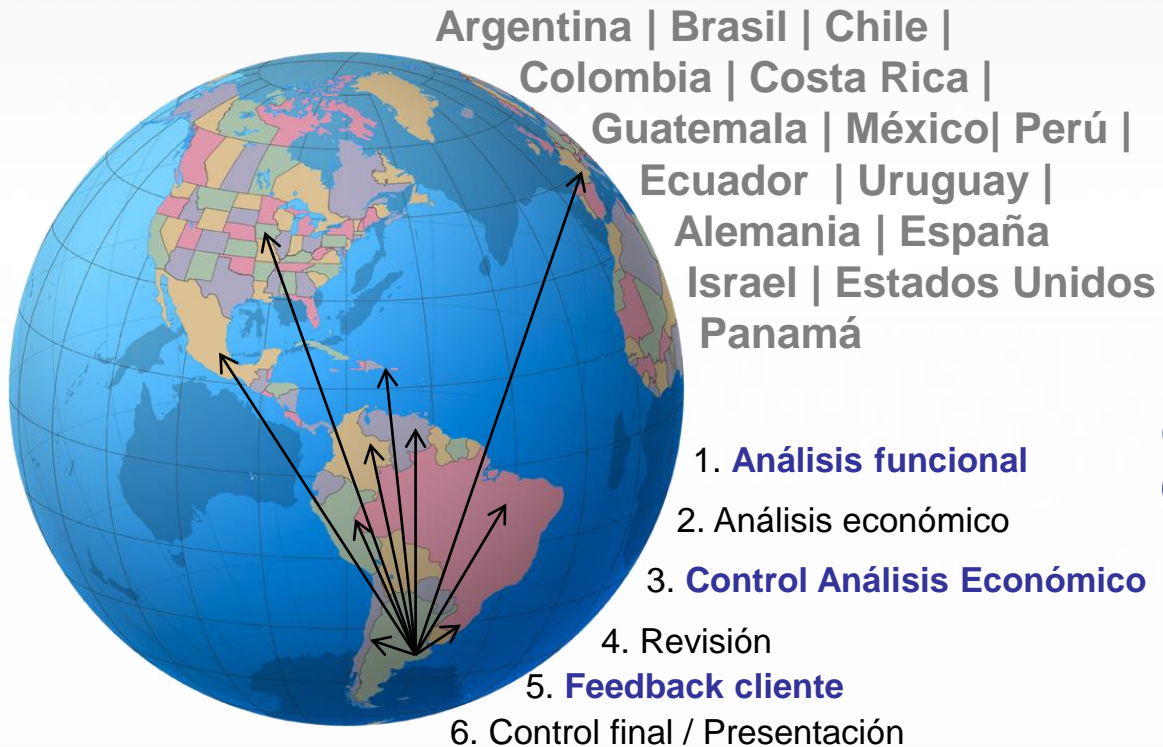 Argentina | Brasil | Chile |
Colombia | Costa Rica |
Guatemala | México| Perú |
Ecuador | Uruguay |
Alemania | España
Israel | Estados Unidos
Panamá
1. Análisis funcional
2. Análisis económico
3. Control Análisis Económico
4. Revisión
5. Feedback cliente
6. Control final / Presentación